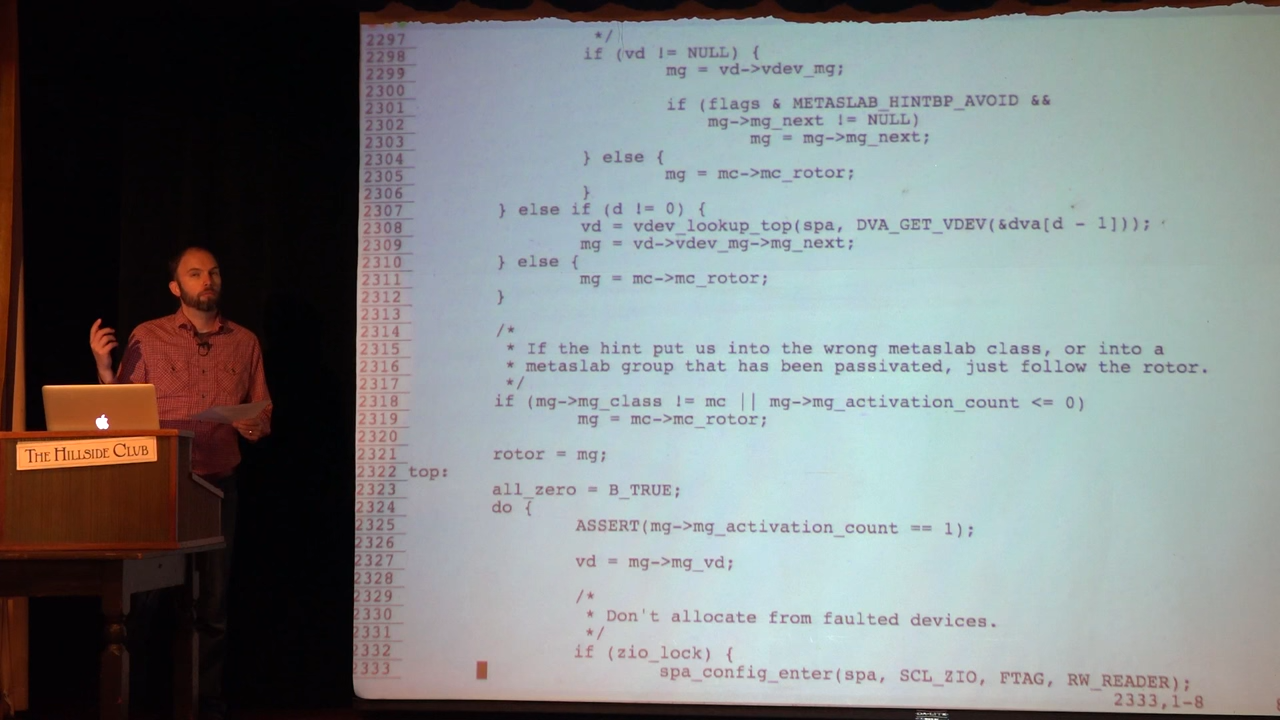 THE HILLSIDE CLUB
2297 */
2298 if (vd != NULL) {
2299 mg = vd->vdev_mg;
2300
2301 if (flags & METASLAB_HINTBP_AVOID &&
2302 mg->mg_next != NULL)
2303 mg = mg->mg_next;
2304 } else {
2305 mg = mc->mc_rotor;
2306 }
2307 } else if (d != 0) {
2308 vd = vdev_lookup_top(spa, DVA_GET_VDEV(&dva[d - 1]));
2309 mg = vd->vdev_mg->mg_next;
2310 } else {
2311 mg = mc->mc_rotor;
2312 }
2313
2314 /*
2315 * If the hint put us into the wrong metaslab class, or into a
2316 * metaslab group that has been passivated, just follow the rotor.
2317 */
2318 if (mg->mg_class != mc || mg->mg_activation_count <= 0)
2319 mg = mc->mc_rotor;
2320
2321 rotor = mg;
2322 top:
2323 all_zero = B_TRUE;
2324 do {
2325 ASSERT(mg->mg_activation_count == 1);
2326
2327 vd = mg->mg_vd;
2328
2329 /*
2330 * Don't allocate from faulted devices.
2331 */
2332 if (zio_lock) {
2333 spa_config_enter(spa, SCL_ZIO, FTAG, RW_READER);
2333,1-8